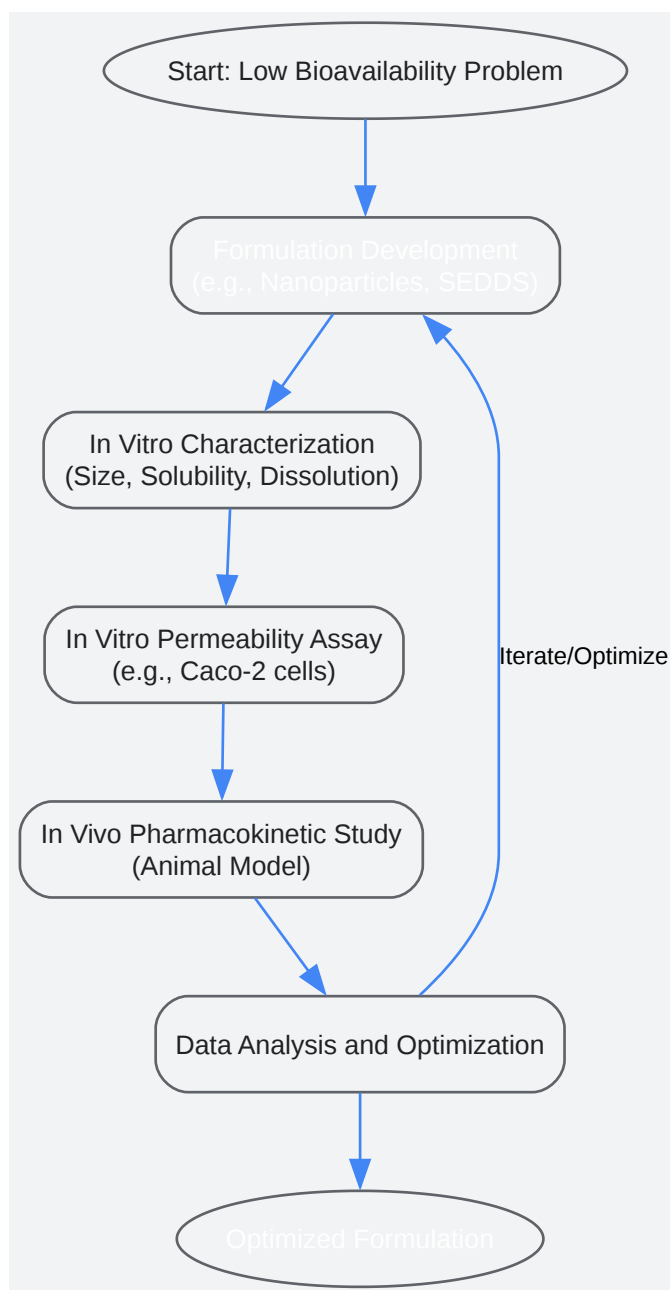 Start: Low Bioavailability Problem
Formulation Development
(e.g., Nanoparticles, SEDDS)
In Vitro Characterization
(Size, Solubility, Dissolution)
In Vitro Permeability Assay
(e.g., Caco-2 cells)
Iterate/Optimize
In Vivo Pharmacokinetic Study
(Animal Model)
Data Analysis and Optimization
Optimized Formulation